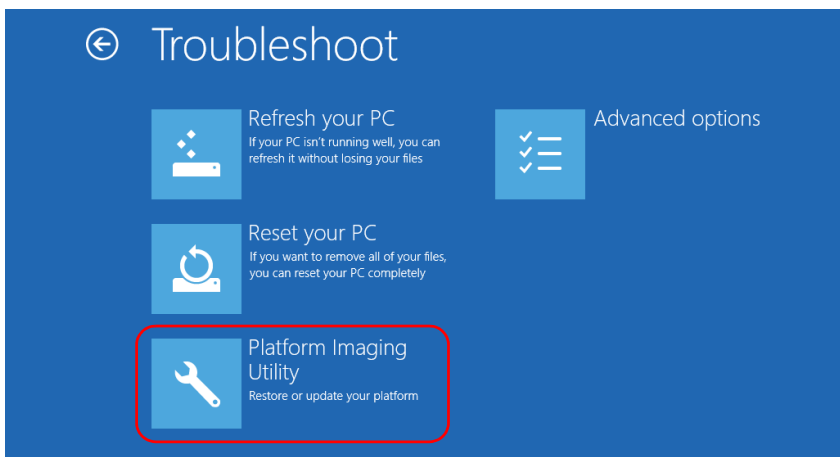 Troubleshoot
Refresh your PC
If your PC isn't running well, you can
refresh it without losing your files
Advanced options
Reset your PC
If you want to remove all of your files,
you can reset your PC completely
Platform Imaging
Utility
Restore or update your platform